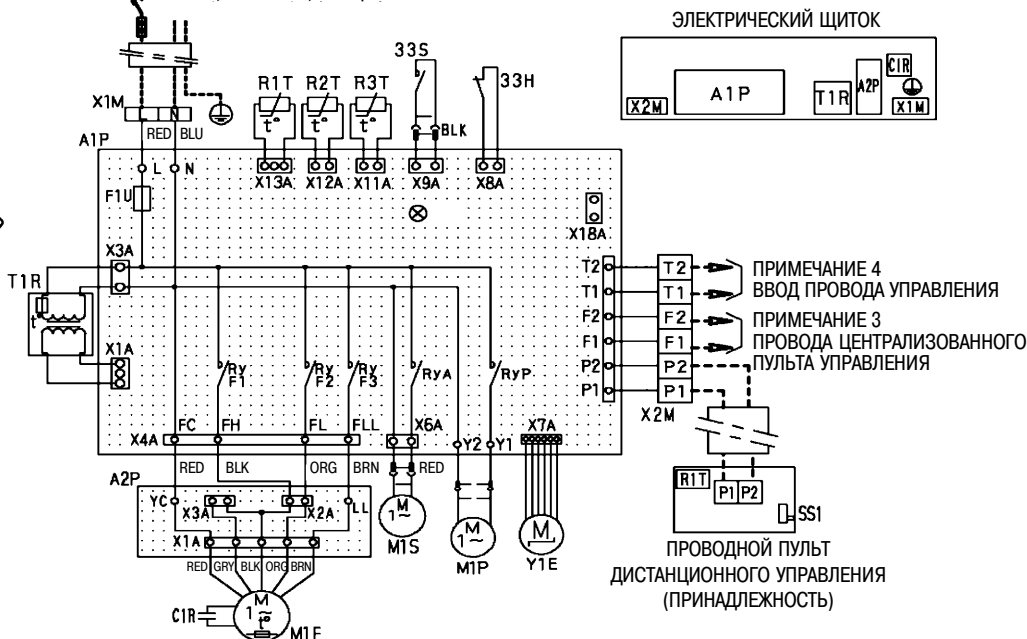 ЭЛЕКТРИЧЕСКИЙ ЩИТОК
X2M
A1P
T1R
A2P
C1R
X1M
33S
33H
R1T
R2T
R3T
t°
t°
t°
BLK
X1M
L
N
RED
BLU
A1P
L
N
X13A
X12A
X11A
X9A
X8A
F1U
X18A
X3A
T1R
t°
X1A
T2
T1
F2
F1
P2
P1
T2
T1
F2
F1
P2
P1
X2M
ПРИМЕЧАНИЕ 4
ВВОД ПРОВОДА УПРАВЛЕНИЯ
ПРИМЕЧАНИЕ 3
ПРОВОДА ЦЕНТРАЛИЗОВАННОГО
ПУЛЬТА УПРАВЛЕНИЯ
Ry
F1
Ry
F2
Ry
F3
RyA
RyP
X4A
FC
FH
FL
FLL
X6A
Y2
Y1
X7A
RED
BLK
ORG
BRN
RED
A2P
YC
X3A
X2A
LL
X1A
RED
GRY
BLK
ORG
BRN
M
1~
M1S
M
1~
M1P
M
Y1E
C1R
M
1~
t°
M1F
R1T
P1
P2
SS1
ПРОВОДНОЙ ПУЛЬТ
ДИСТАНЦИОННОГО УПРАВЛЕНИЯ
(ПРИНАДЛЕЖНОСТЬ)